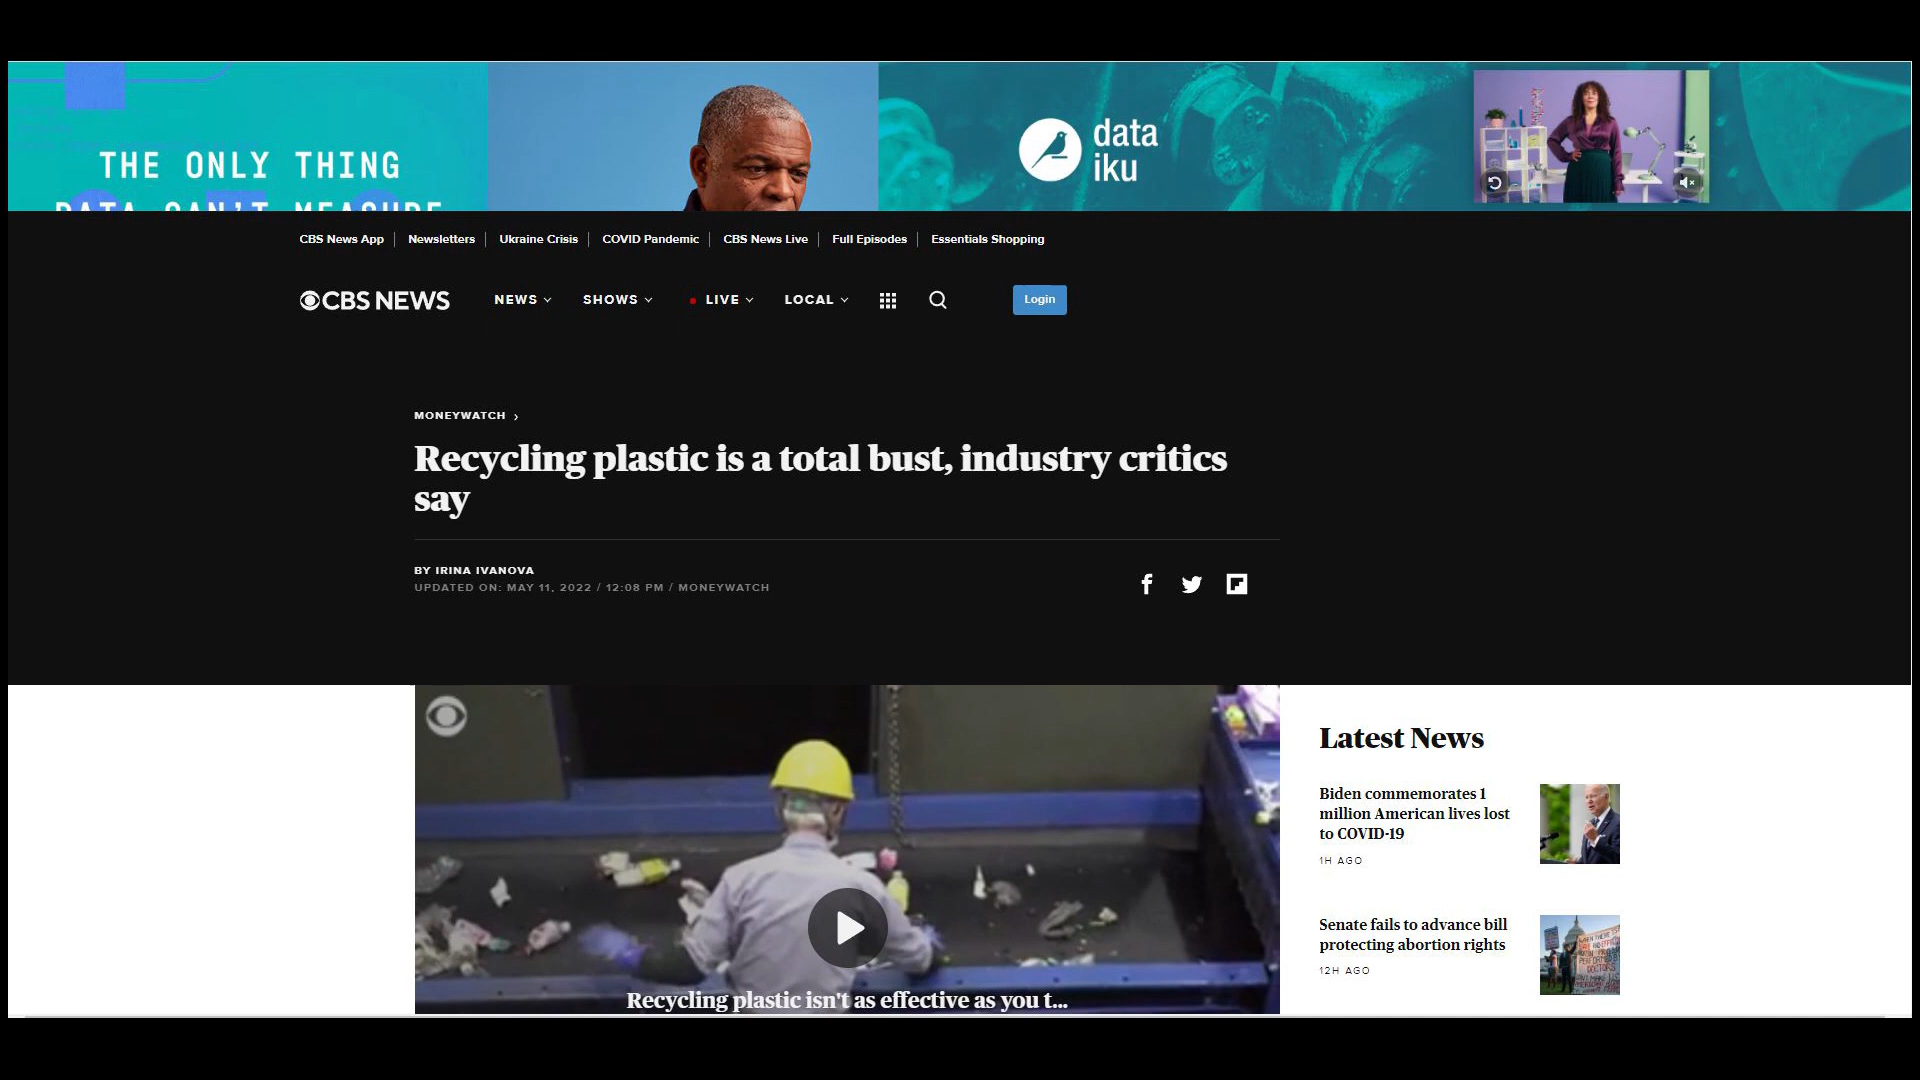 THE ONLY THING
DATA CAN'T MEASURE
data
iku
CBS News App
Newsletters
Ukraine Crisis
COVID Pandemic
CBS News Live
Full Episodes
Essentials Shopping
CBS NEWS
NEWS
SHOWS
LIVE
LOCAL
Login
MONEYWATCH
Recycling plastic is a total bust, industry critics
say
BY IRINA IVANOVA
UPDATED ON: MAY 11, 2022 / 12:08 PM / MONEYWATCH
Recycling plastic isn't as effective as you t...
Latest News
Biden commemorates 1
million American lives lost
to COVID-19
1H AGO
Senate fails to advance bill
protecting abortion rights
12H AGO